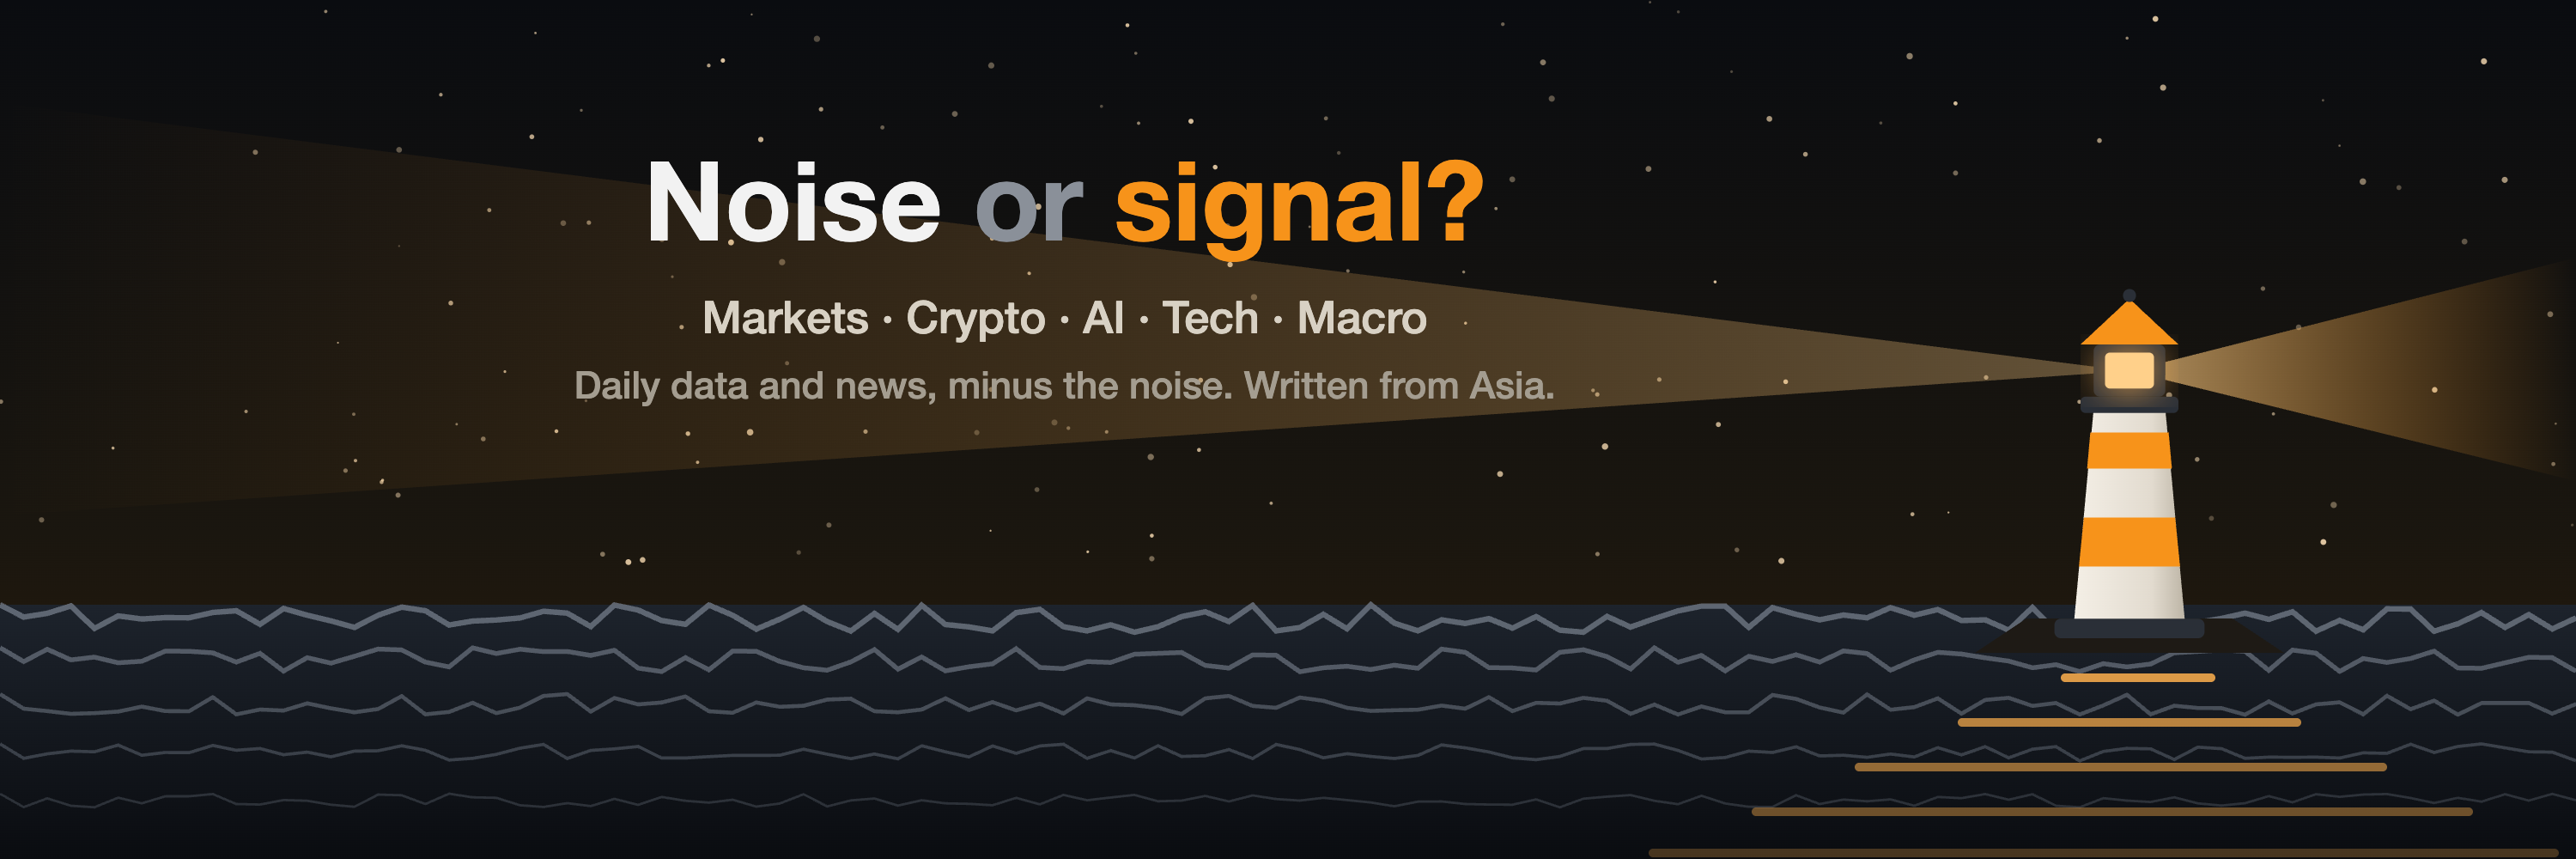 Noise or signal?
Markets · Crypto · AI · Tech · Macro
Daily data and news, minus the noise. Written from Asia.